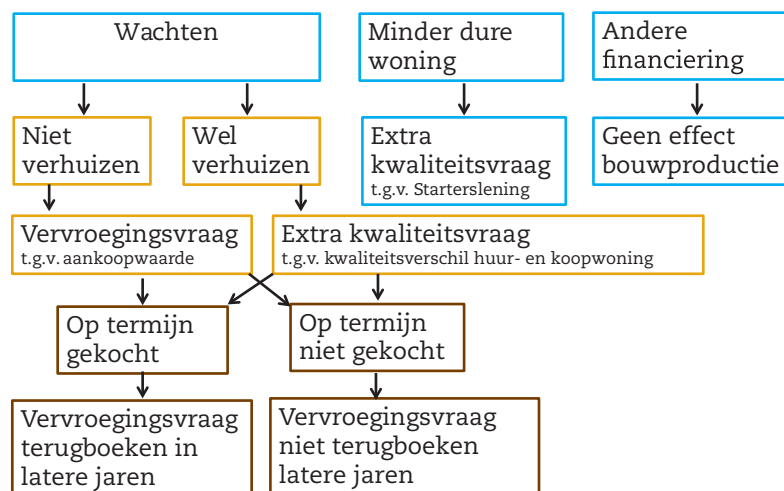 Wachten
Minder dure
woning
Andere
financiering
Niet
verhuizen
Wel
verhuizen
Extra
kwaliteitsvraag
t.g.v. Starterslening
Geen effect
bouwproductie
Vervroegingsvraag
t.g.v. aankoopwaarde
Extra kwaliteitsvraag
t.g.v. kwaliteitsverschil huur- en koopwoning
Op termijn
gekocht
Op termijn
niet gekocht
Vervroegingsvraag
terugboeken in
latere jaren
Vervroegingsvraag
niet terugboeken
latere jaren